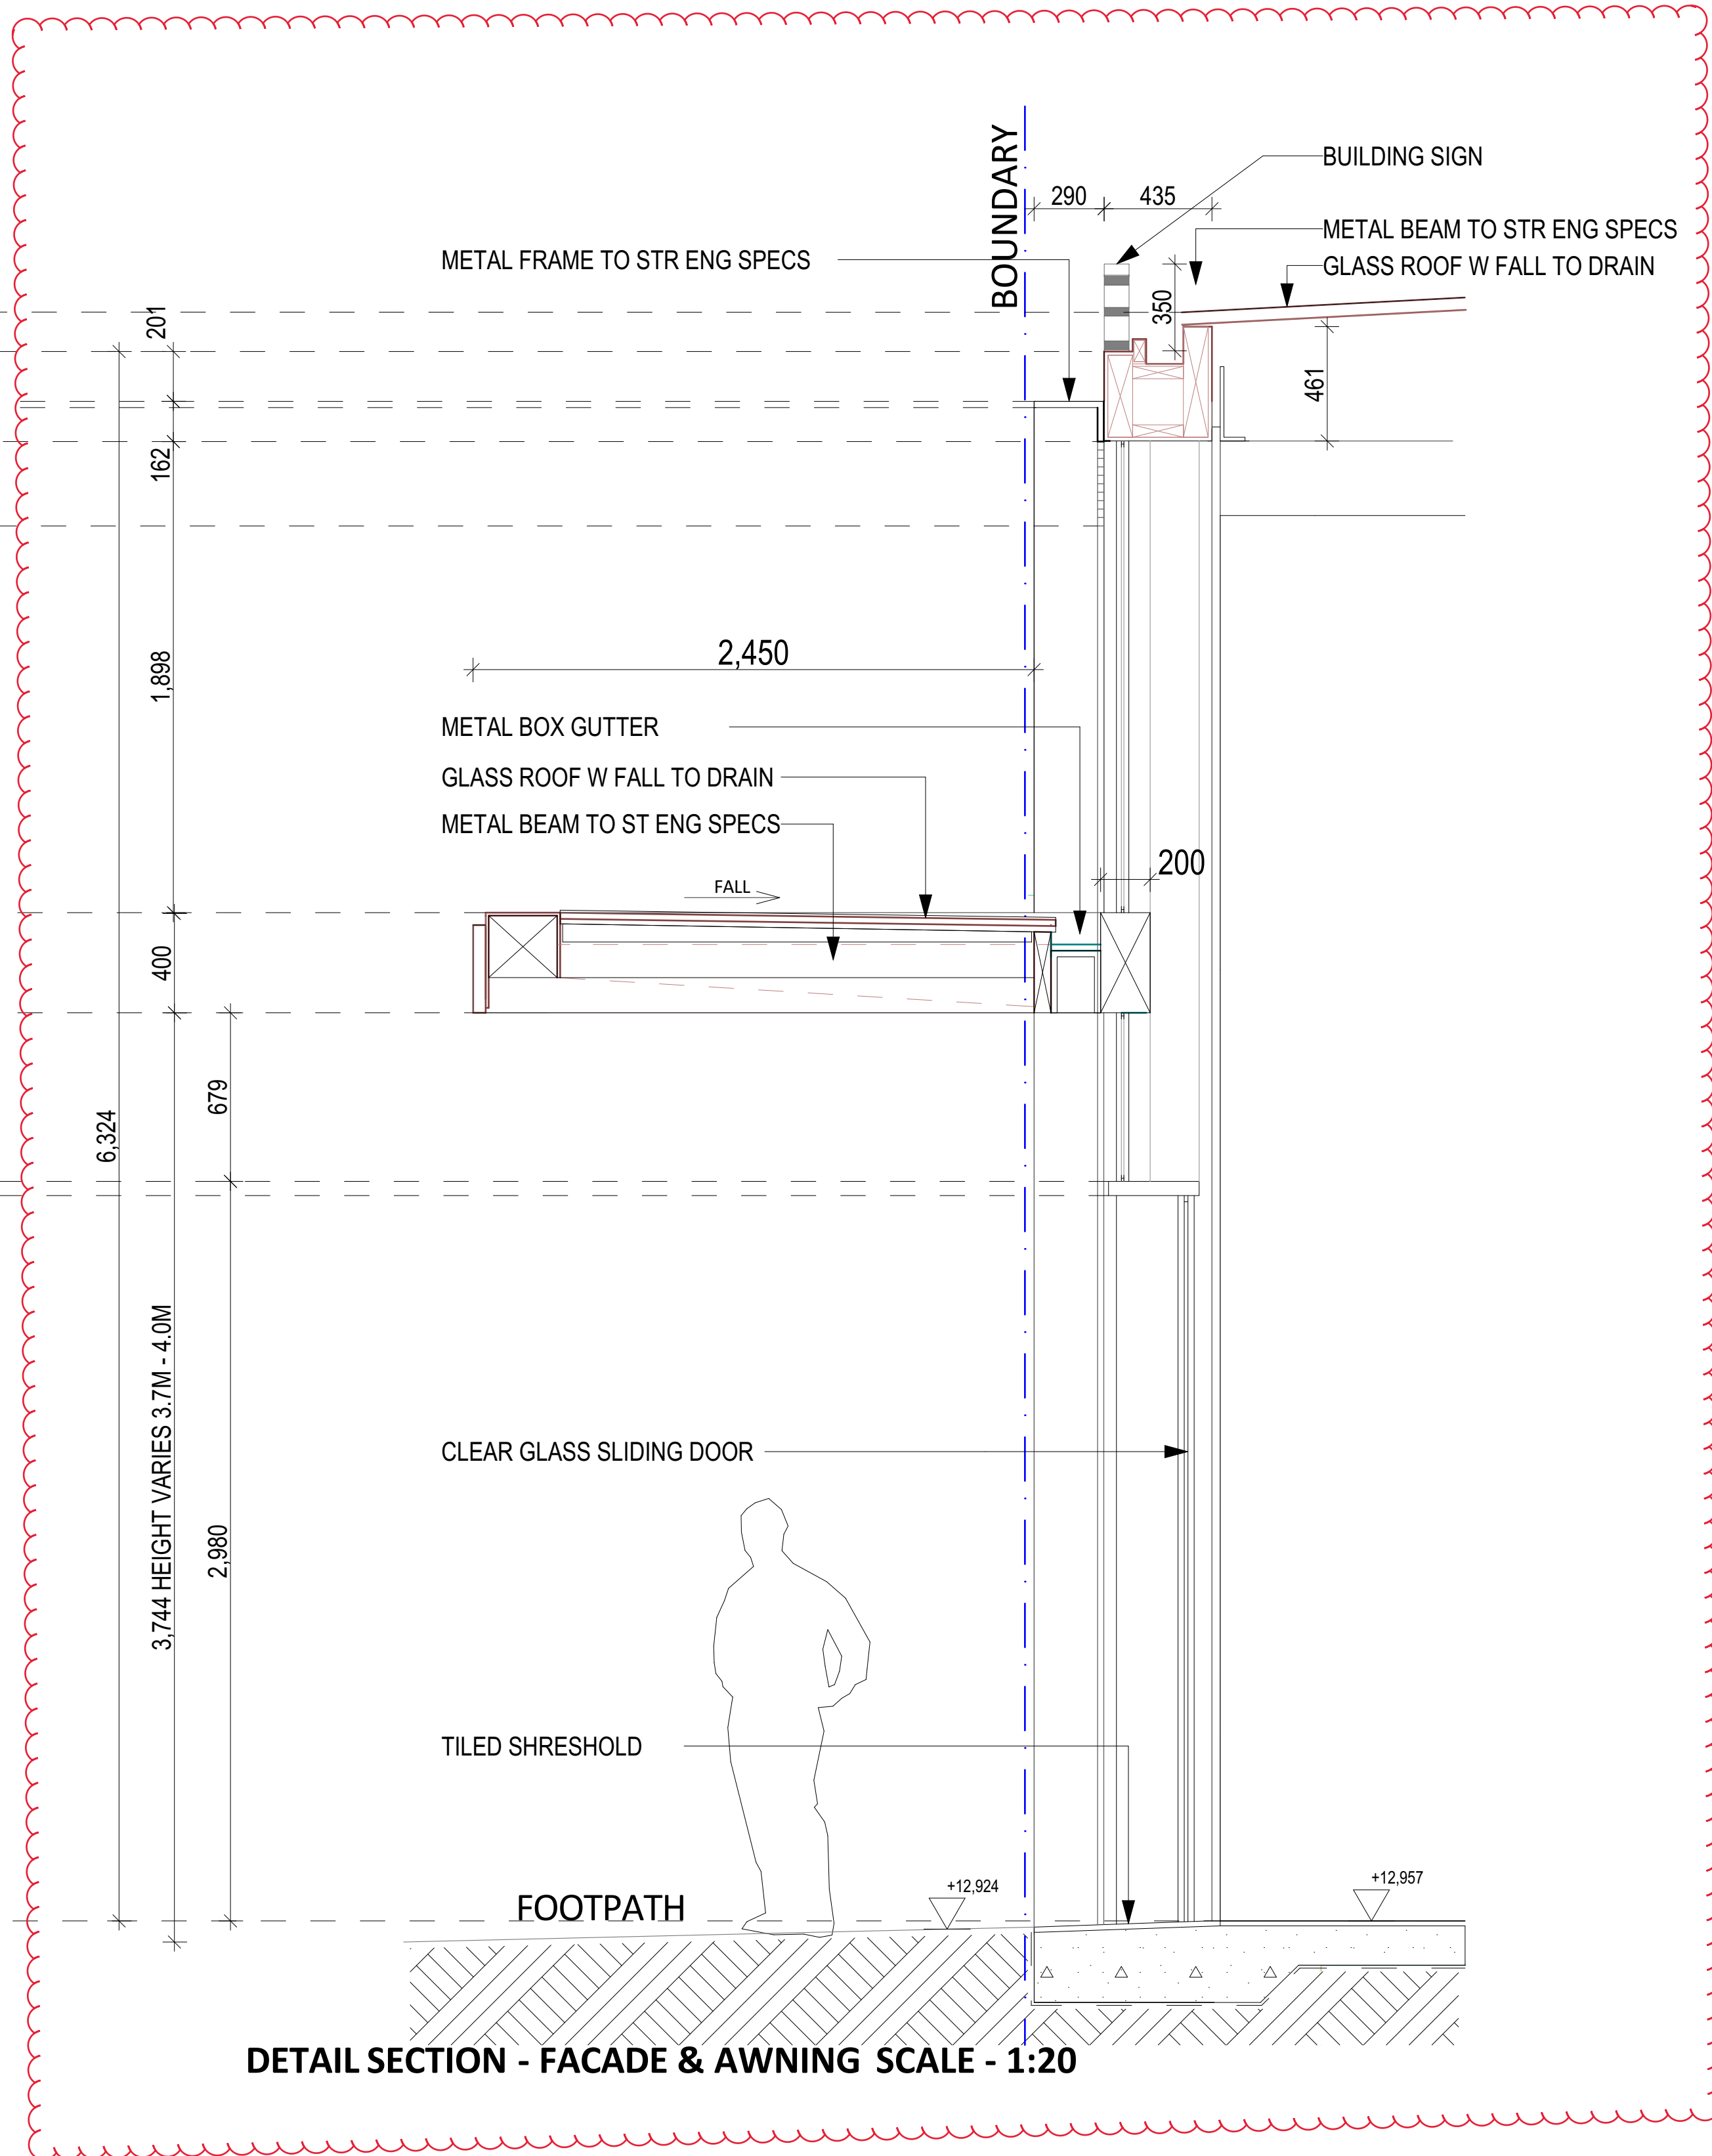 BOUNDARY
BUILDING SIGN
290
435
METAL BEAM TO STR ENG SPECS
METAL FRAME TO STR ENG SPECS
GLASS ROOF W FALL TO DRAIN
350
201
461
162
2,450
1,898
METAL BOX GUTTER
GLASS ROOF W FALL TO DRAIN
METAL BEAM TO ST ENG SPECS
200
FALL
400
679
6,324
3,744 HEIGHT VARIES 3.7M - 4.0M
CLEAR GLASS SLIDING DOOR
2,980
TILED SHRESHOLD
+12,957
+12,924
FOOTPATH
DETAIL SECTION - FACADE & AWNING SCALE - 1:20